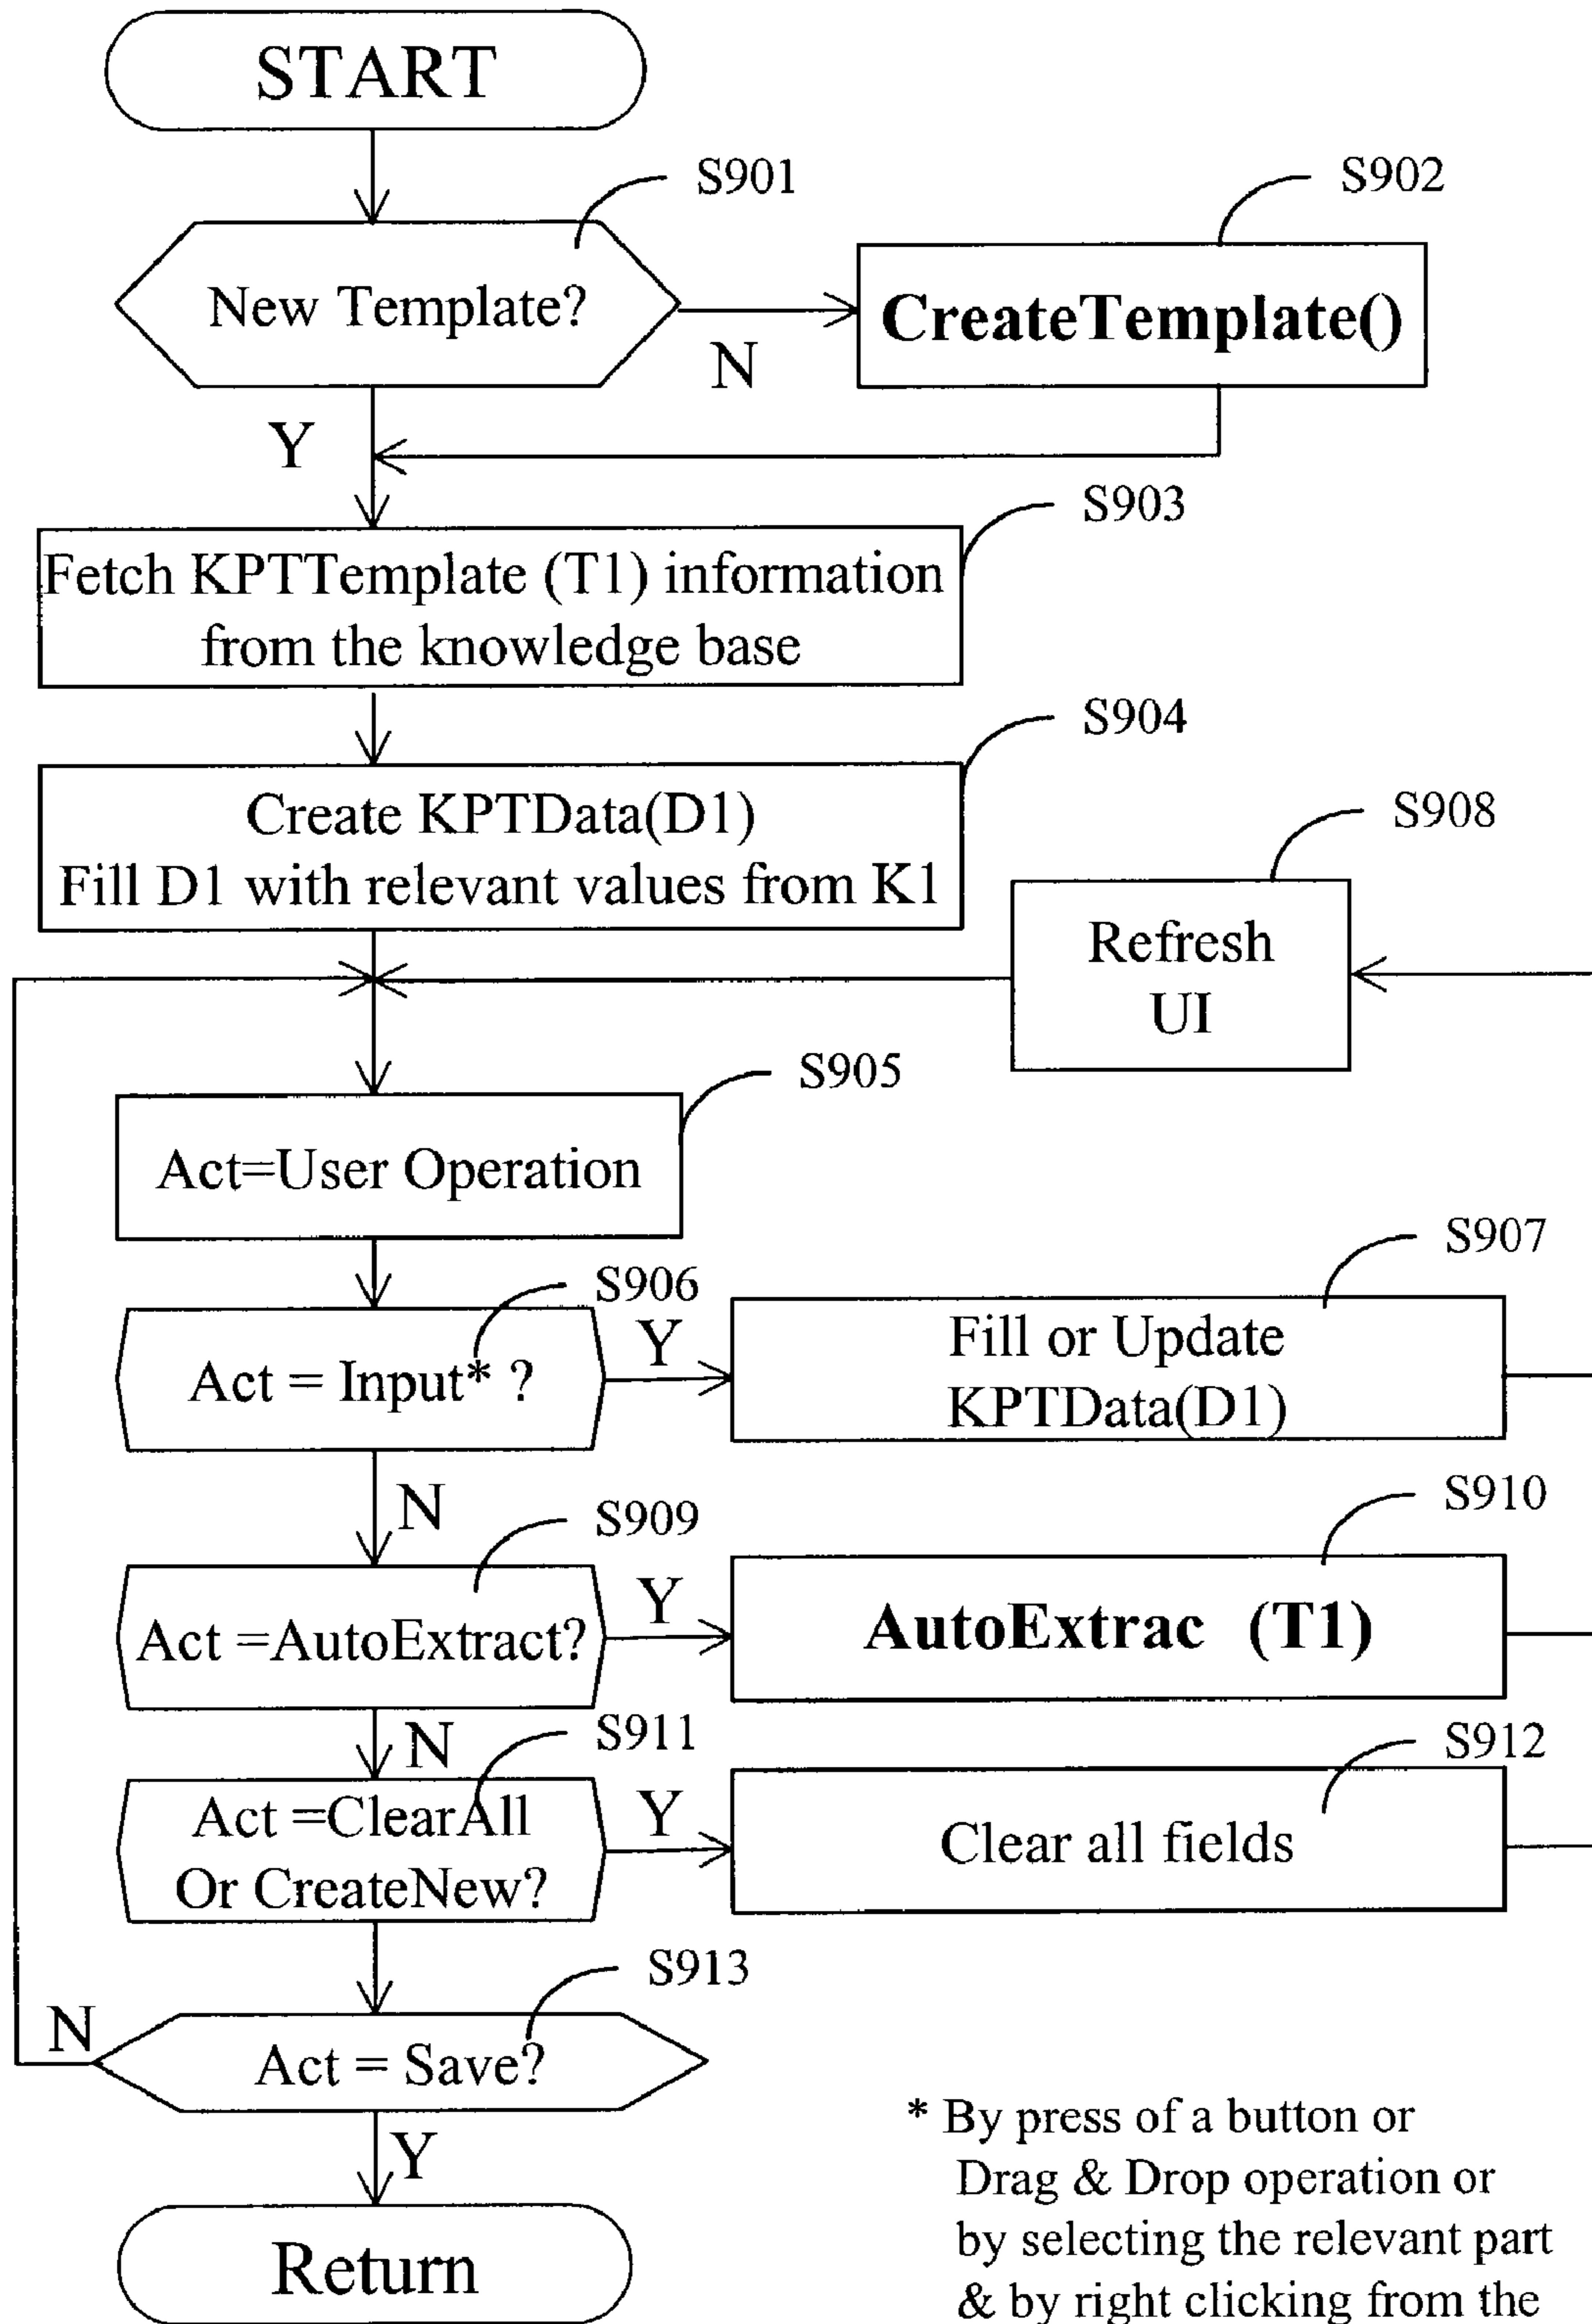 START
S901
S902
New Template?
CreateTemplate()
N
Y
S903
Fetch KPTTemplate (T1) information
from the knowledge base
S904
Create KPTData(D1)
Fill D1 with relevant values from K1
S908
Refresh
UI
S905
Act=User Operation
S906
S907
Act = Input* ?
Y
Fill or Update
KPTData(D1)
N
S909
S910
Act =AutoExtract?
Y
AutoExtrac (T1)
N
S911
S912
Act =ClearAll
Or CreateNew?
Y
Clear all fields
S913
N
Act = Save?
Y
Return
* By press of a button or
Drag & Drop operation or
by selecting the relevant part
& by right clicking from the